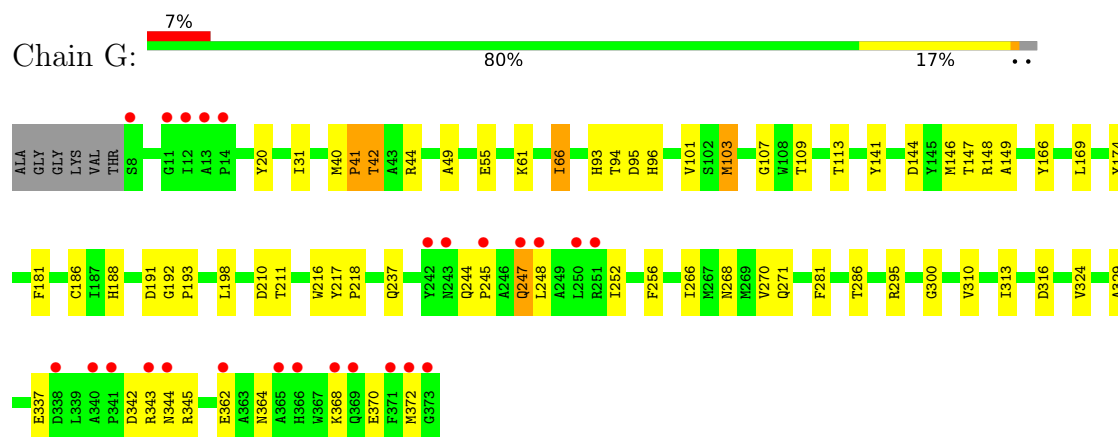 7%
Chain G:
80% 17% • •
ALA GLY GLY LYS VAL THR S8 G11 I12 A13 P14 Y20 I31 M40 P41 T42 A43 R44 A49 E55 K61 I66 H93 T94 D95 H96 V101 S102 M103 G107 W108 T109 T113 Y141 D144 Y145 M146 T147 R148 A149 Y166 L169 Y174
F181 C186 I187 H188 D191 G192 P193 L198 D210 T211 W216 Y217 P218 Q237 Y242 N243 Q244 P245 A246 Q247 L248 A249 L250 R251 I252 F256 I266 M267 N268 M269 V270 Q271 F281 T286 R295 G300 V310 I313 D316 V324 A329
E337 D338 L339 A340 P341 D342 R343 N344 R345 E362 A363 N364 A365 H366 W367 K368 Q369 E370 F371 M372 G373